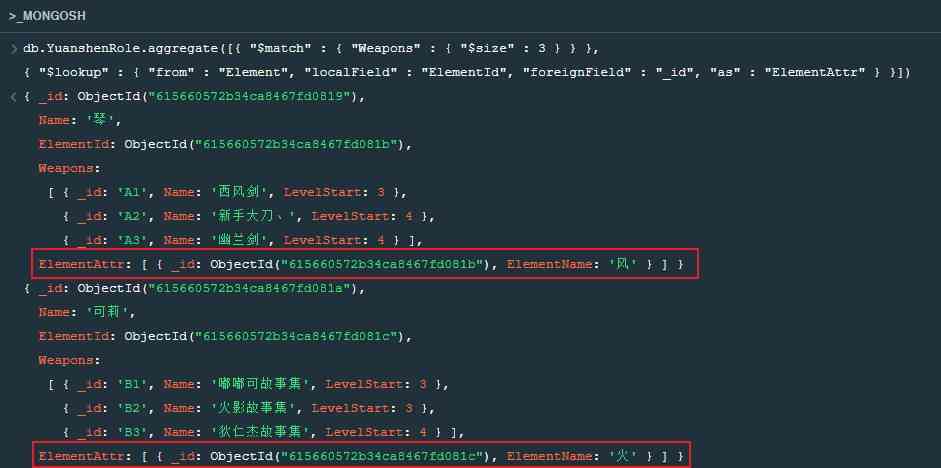 >_MONGOSH
> db.YuanshenRole.aggregate([{ "$match" : { "Weapons" : { "$size" : 3 } } },
{ "$lookup" : { "from" : "Element", "localField" : "ElementId", "foreignField" : "_id", "as" : "ElementAttr" } }])
< { _id: ObjectId("615660572b34ca8467fd0819"),
Name: '琴',
ElementId: ObjectId("615660572b34ca8467fd081b"),
Weapons:
[ { _id: 'A1', Name: '西风剑', LevelStart: 3 },
{ _id: 'A2', Name: '新手大刀丶', LevelStart: 4 },
{ _id: 'A3', Name: '幽兰剑', LevelStart: 4 } ],
ElementAttr: [ { _id: ObjectId("615660572b34ca8467fd081b"), ElementName: '风' } ] }
{ _id: ObjectId("615660572b34ca8467fd081a"),
Name: '可莉',
ElementId: ObjectId("615660572b34ca8467fd081c"),
Weapons:
[ { _id: 'B1', Name: '嘟嘟可故事集', LevelStart: 3 },
{ _id: 'B2', Name: '火影故事集', LevelStart: 3 },
{ _id: 'B3', Name: '狄仁杰故事集', LevelStart: 4 } ],
ElementAttr: [ { _id: ObjectId("615660572b34ca8467fd081c"), ElementName: '火' } ] }